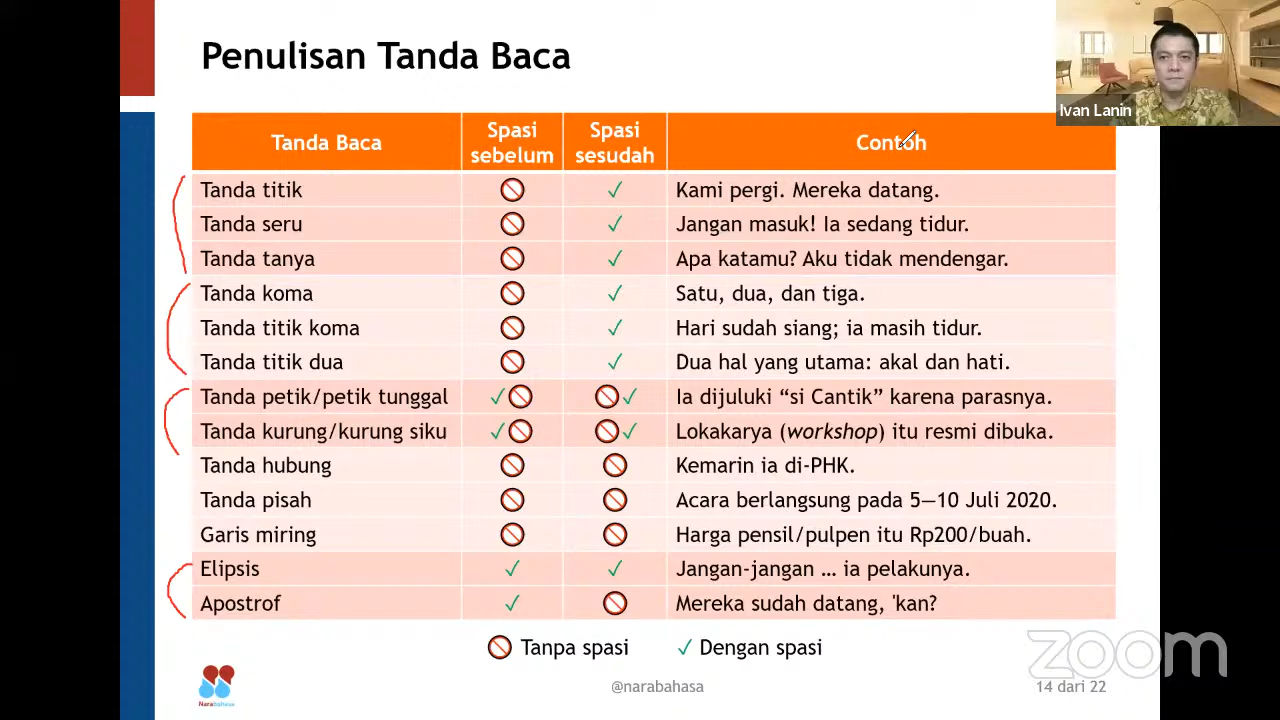 Penulisan Tanda Baca
Ivan Lanin
Tanda Baca
Spasi sebelum
Spasi sesudah
Contoh
Tanda titik
Kami pergi. Mereka datang.
Tanda seru
Jangan masuk! Ia sedang tidur.
Tanda tanya
Apa katamu? Aku tidak mendengar.
Tanda koma
Satu, dua, dan tiga.
Tanda titik koma
Hari sudah siang; ia masih tidur.
Tanda titik dua
Dua hal yang utama: akal dan hati.
Tanda petik/petik tunggal
Ia dijuluki “si Cantik” karena parasnya.
Tanda kurung/kurung siku
Lokakarya (workshop) itu resmi dibuka.
Tanda hubung
Kemarin ia di-PHK.
Tanda pisah
Acara berlangsung pada 5—10 Juli 2020.
Garis miring
Harga pensil/pulpen itu Rp200/buah.
Elipsis
Jangan-jangan … ia pelakunya.
Apostrof
Mereka sudah datang, 'kan?
Tanpa spasi
Dengan spasi
zoom
Narabahasa
@narabahasa
14 dari 22